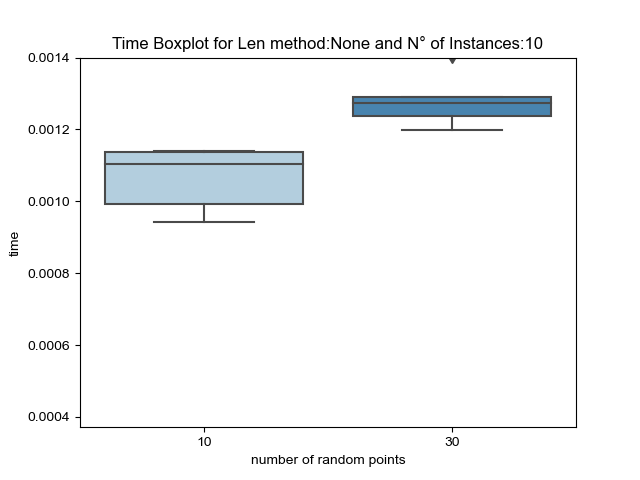 Time Boxplot for Len method:None and N° of Instances:10
0.0014
0.0012
0.0010
0.0008
0.0006
0.0004
time
10 30
number of random points